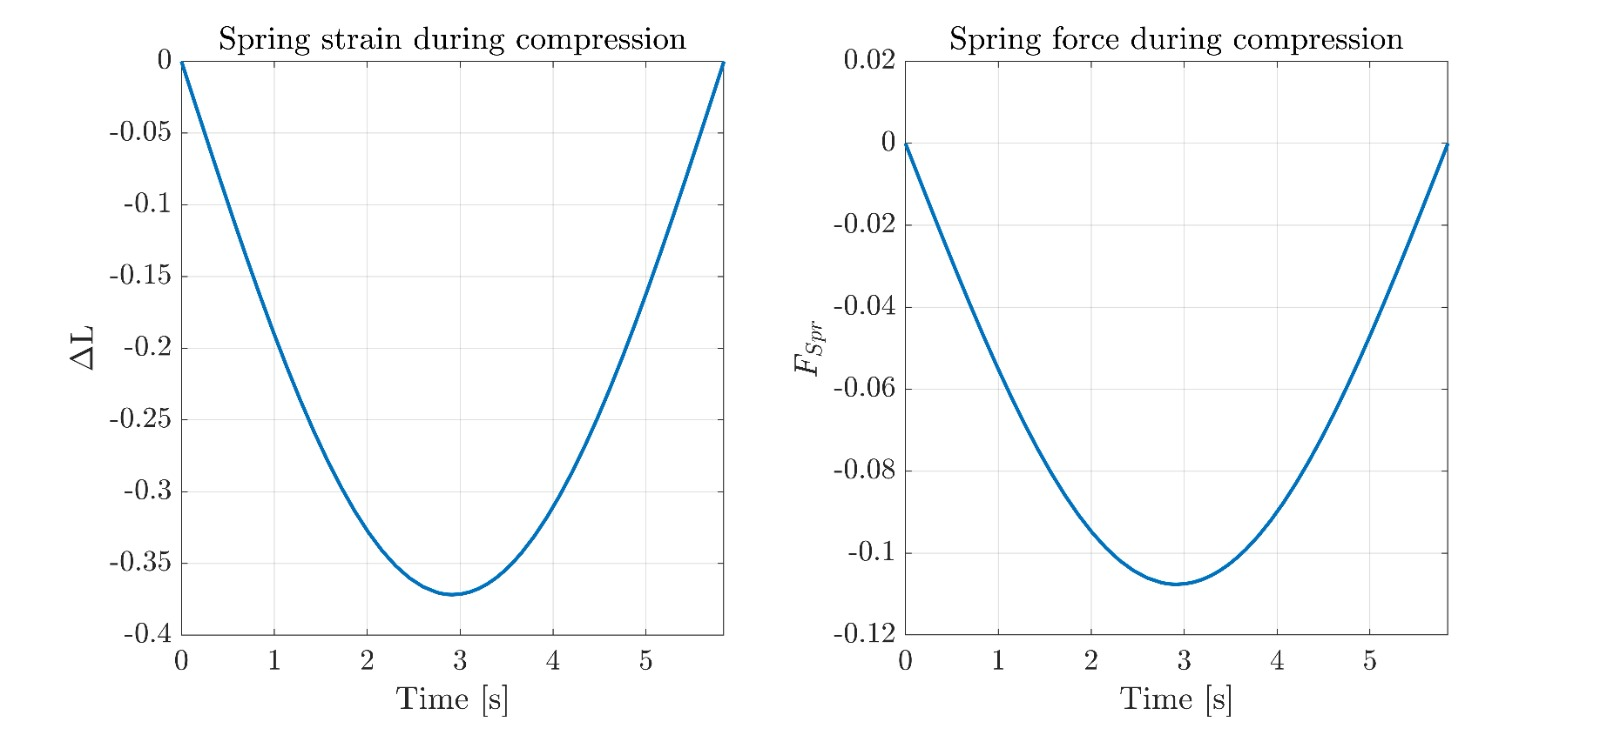 Spring strain during compression
0
-0.05
-0.1
-0.15
-0.2
-0.25
-0.3
-0.35
-0.4
ΔL
0 1 2 3 4 5
Time [s]
Spring force during compression
0.02
0
-0.02
-0.04
-0.06
-0.08
-0.1
-0.12
F_Spr
0 1 2 3 4 5
Time [s]